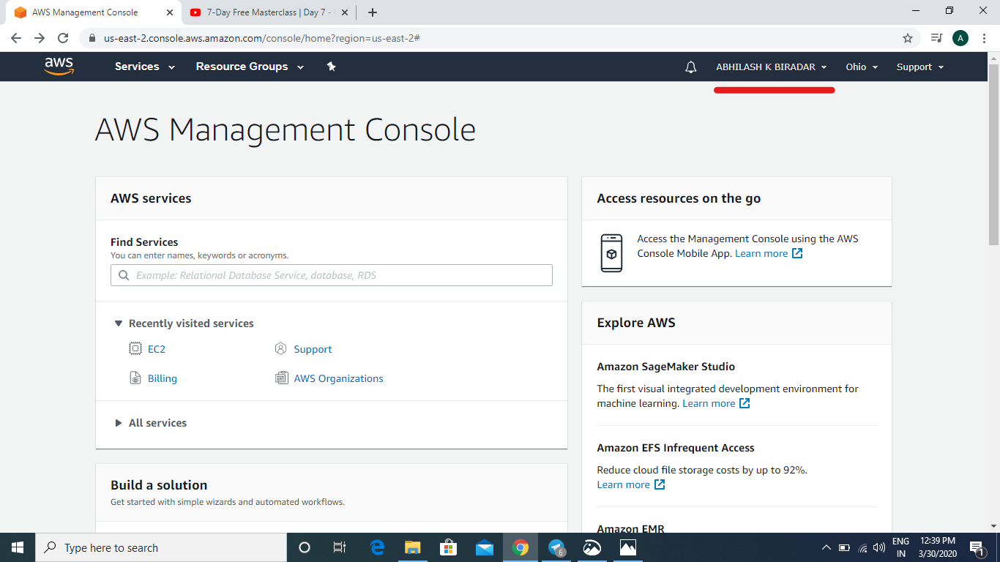 AWS Management Console
7-Day Free Masterclass | Day 7 -
us-east-2.console.aws.amazon.com/console/home?region=us-east-2#
A
aws
Services
Resource Groups
ABHILASH K BIRADAR
Ohio
Support
AWS Management Console
AWS services
Find Services
You can enter names, keywords or acronyms.
Example: Relational Database Service, database, RDS
Recently visited services
EC2
Support
Billing
AWS Organizations
All services
Build a solution
Get started with simple wizards and automated workflows.
Access resources on the go
Access the Management Console using the AWS
Console Mobile App. Learn more
Explore AWS
Amazon SageMaker Studio
The first visual integrated development environment for
machine learning. Learn more
Amazon EFS Infrequent Access
Reduce cloud file storage costs by up to 92%.
Learn more
Amazon EMR
Type here to search
6
ENG
IN
12:39 PM
3/30/2020
1